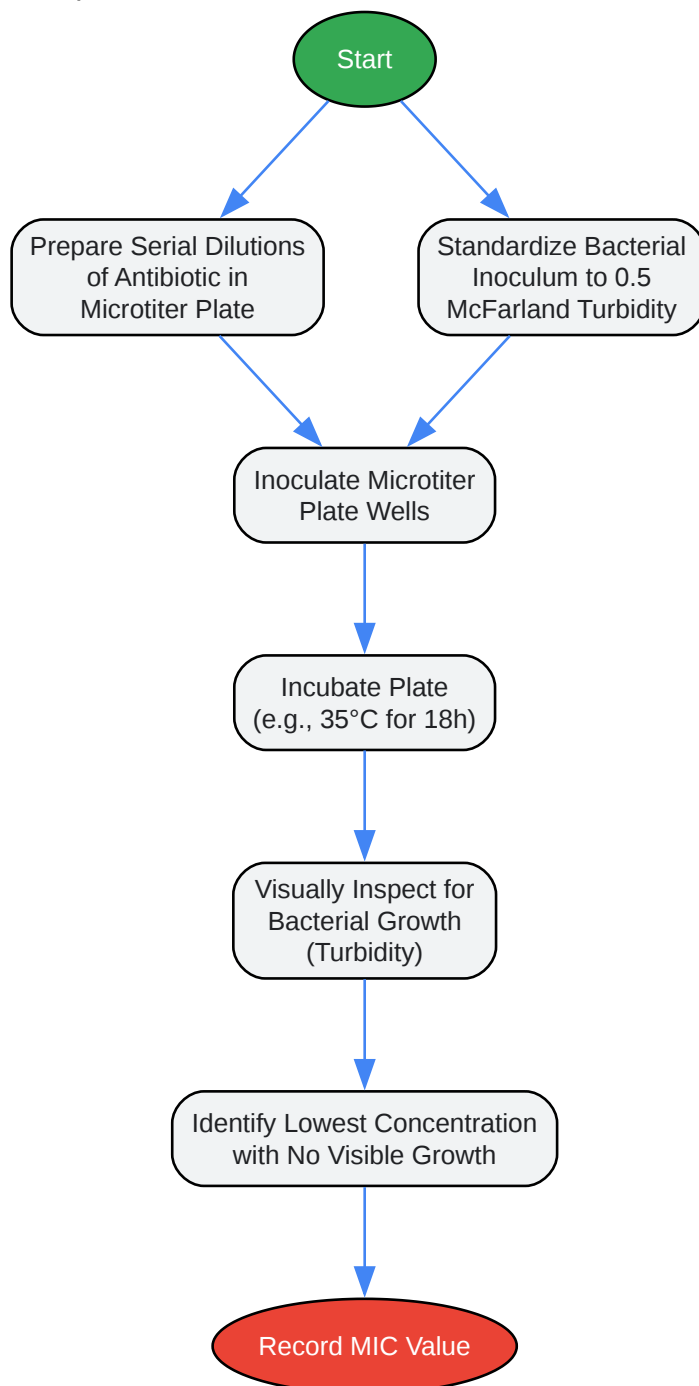 Start
Prepare Serial Dilutions
of Antibiotic in
Microtiter Plate
Standardize Bacterial
Inoculum to 0.5
McFarland Turbidity
Inoculate Microtiter
Plate Wells
Incubate Plate
(e.g., 35°C for 18h)
Visually Inspect for
Bacterial Growth
(Turbidity)
Identify Lowest Concentration
with No Visible Growth
Record MIC Value